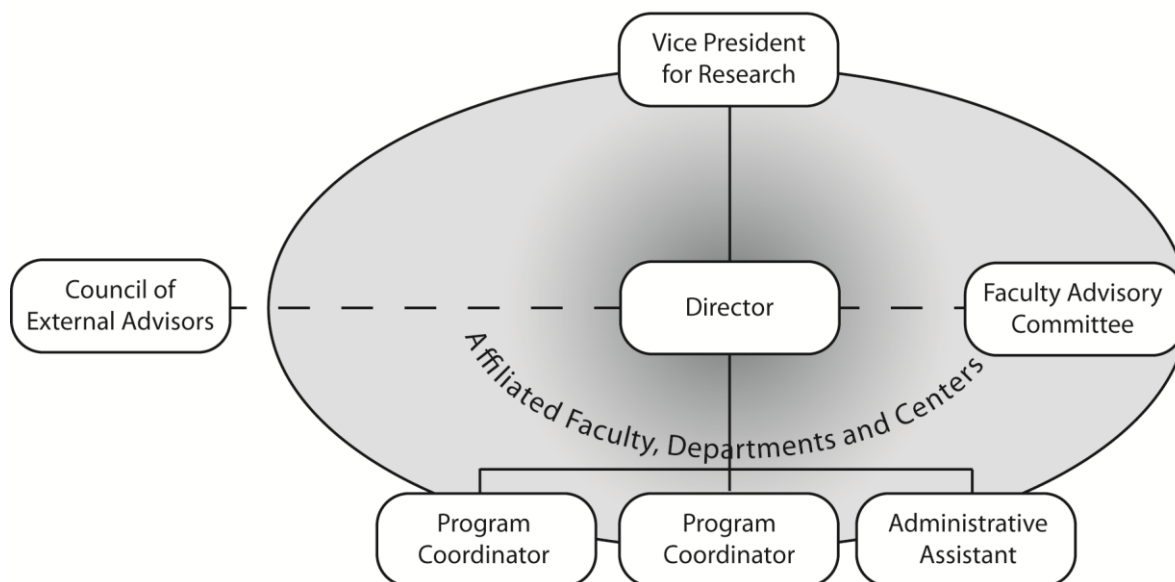 Vice President
for Research
Council of
External Advisors
Director
Faculty Advisory
Committee
Affiliated Faculty, Departments and Centers
Program
Coordinator
Program
Coordinator
Administrative
Assistant